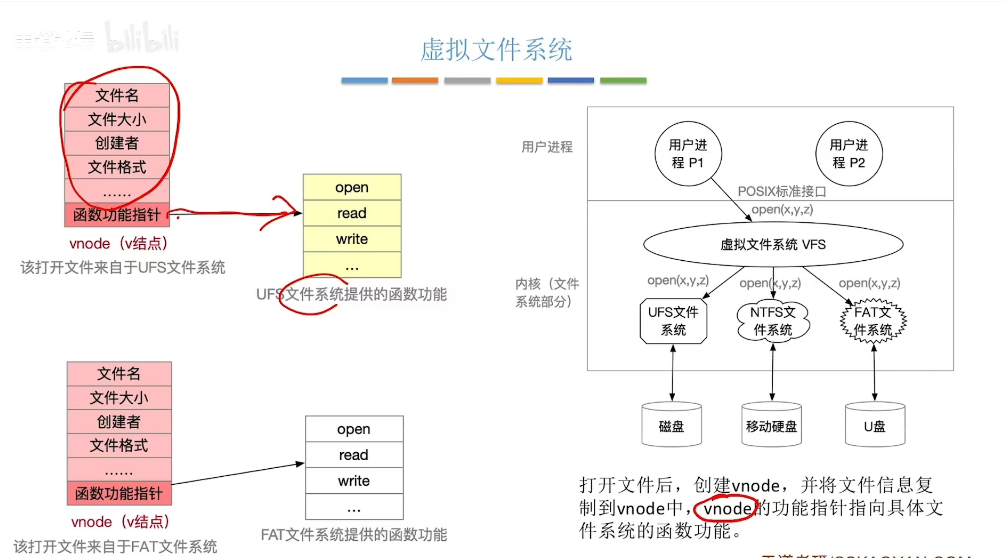 bilibili
虚拟文件系统
文件名
文件大小
创建者
文件格式
......
函数功能指针
vnode（v结点）
该打开文件来自于UFS文件系统
open
read
write
...
UFS文件系统提供的函数功能
文件名
文件大小
创建者
文件格式
......
函数功能指针
vnode（v结点）
该打开文件来自于FAT文件系统
open
read
write
...
FAT文件系统提供的函数功能
用户进程
用户进
程 P1
用户进
程 P2
POSIX标准接口
open(x,y,z)
虚拟文件系统 VFS
内核（文件
系统部分）
open(x,y,z)
open(x,y,z)
open(x,y,z)
UFS文件
系统
NTFS文
件系统
FAT文
件系统
磁盘
移动硬盘
U盘
打开文件后，创建vnode，并将文件信息复
制到vnode中，vnode的功能指针指向具体文
件系统的函数功能。